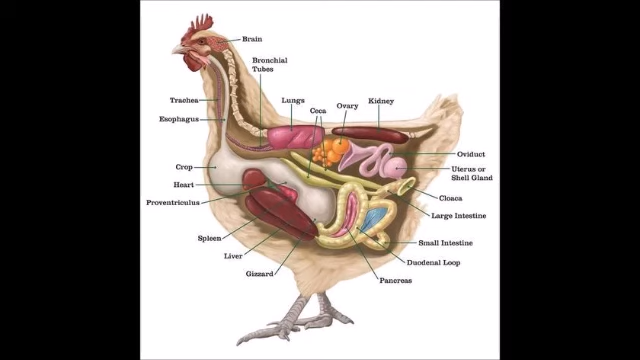 Brain
Bronchial
Tubes
Lungs
Ceca
Ovary
Kidney
Trachea
Esophagus
Crop
Heart
Proventriculus
Spleen
Liver
Gizzard
Oviduct
Uterus or
Shell Gland
Cloaca
Large Intestine
Small Intestine
Duodenal Loop
Pancreas